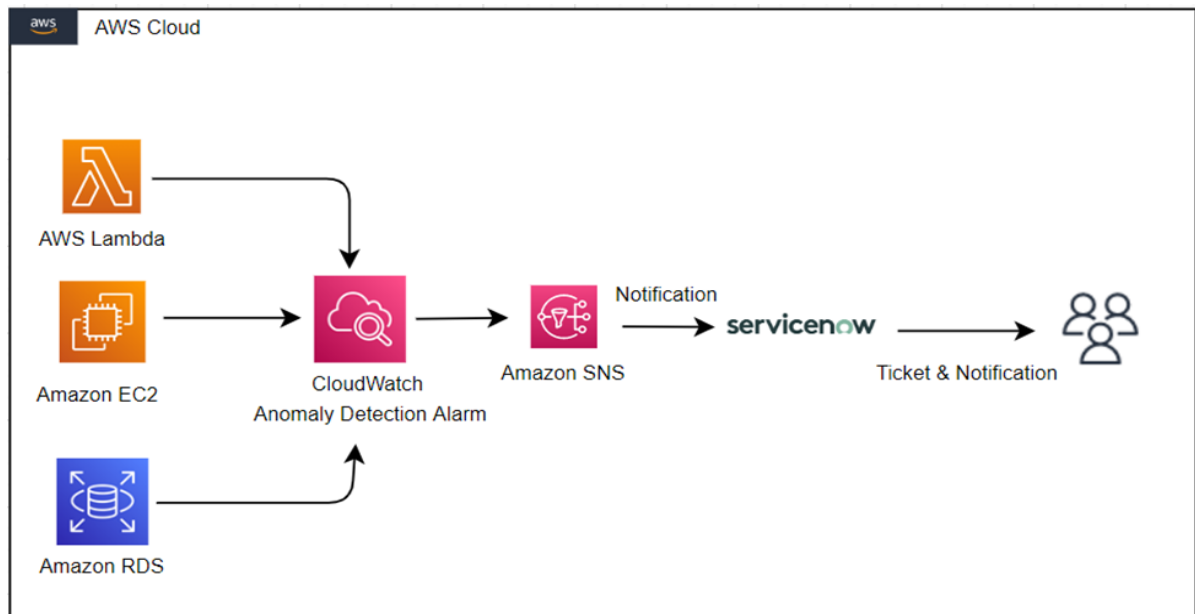 aws
AWS Cloud
AWS Lambda
Amazon EC2
Amazon RDS
CloudWatch
Anomaly Detection Alarm
Amazon SNS
Notification
servicenow
Ticket & Notification